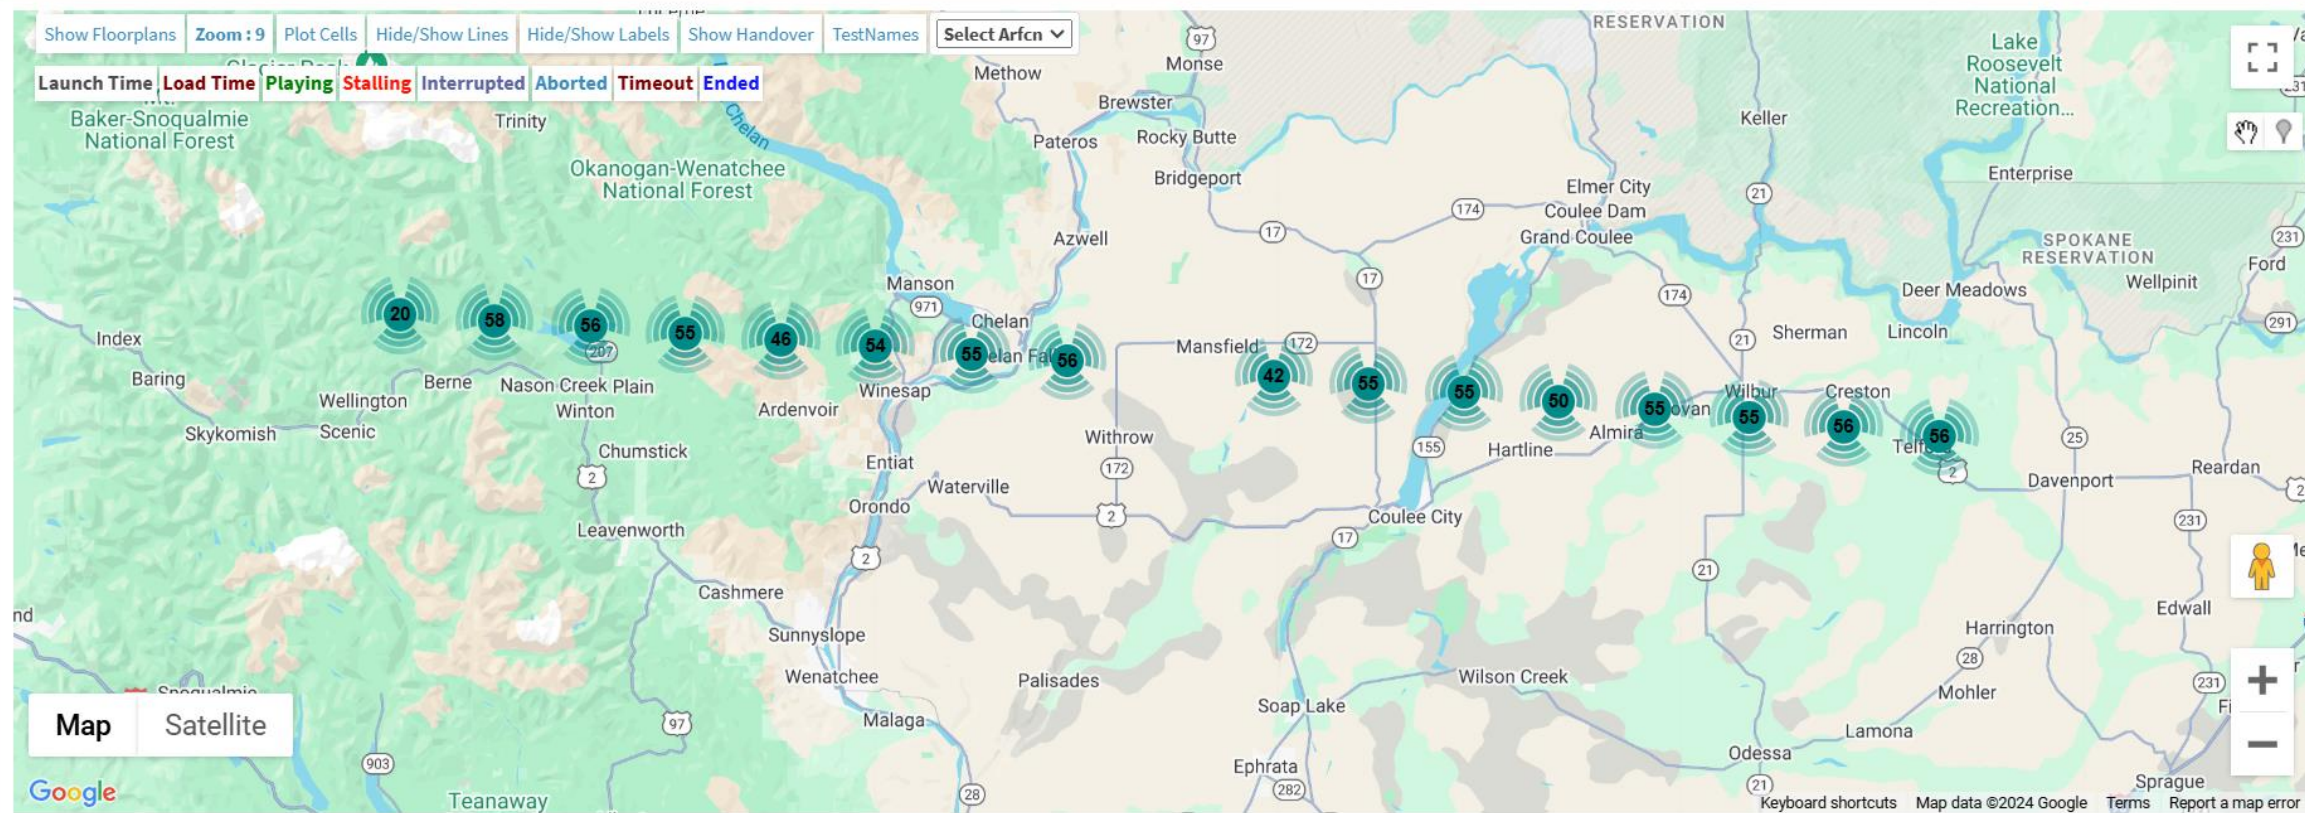 RESERVATION
Show Floorplans
Zoom : 9
Plot Cells
Hide/Show Lines
Hide/Show Labels
Show Handover
TestNames
Select Arfcn
97
Lake
Roosevelt
National
Recreation...
Monse
Methow
Launch Time
Load Time
Playing
Stalling
Interrupted
Aborted
Timeout
Ended
Brewster
Baker-Snoqualmie
National Forest
Trinity
Chelan
Pateros
Rocky Butte
Keller
Okanogan-Wenatchee
National Forest
Bridgeport
Enterprise
Elmer City
21
174
Coulee Dam
17
Azwell
Grand Coulee
SPOKANE
RESERVATION
231
Ford
Manson
17
Wellpinit
Deer Meadows
174
971
20
58
56
55
46
54
Chelan
55
56
Mansfield
172
Sherman
Lincoln
291
Index
207
21
Baring
Berne
Nason Creek
Plain
Winesap
42
55
55
50
55
Wilbur
55
Creston
56
56
Wellington
Winton
Ardenvoir
Skykomish
Scenic
Withrow
Almira
Hartline
155
25
Chumstick
Entiat
172
2
Reardan
2
Waterville
Davenport
2
Orondo
2
Coulee City
231
Leavenworth
17
2
21
Cashmere
Edwall
Sunnyslope
Harrington
28
Wenatchee
Palisades
Wilson Creek
231
Mohler
Soap Lake
Malaga
97
Map
Satellite
Lamona
Odessa
903
Ephrata
Sprague
282
21
28
Google
Teanaway
Keyboard shortcuts
Map data ©2024 Google
Terms
Report a map error